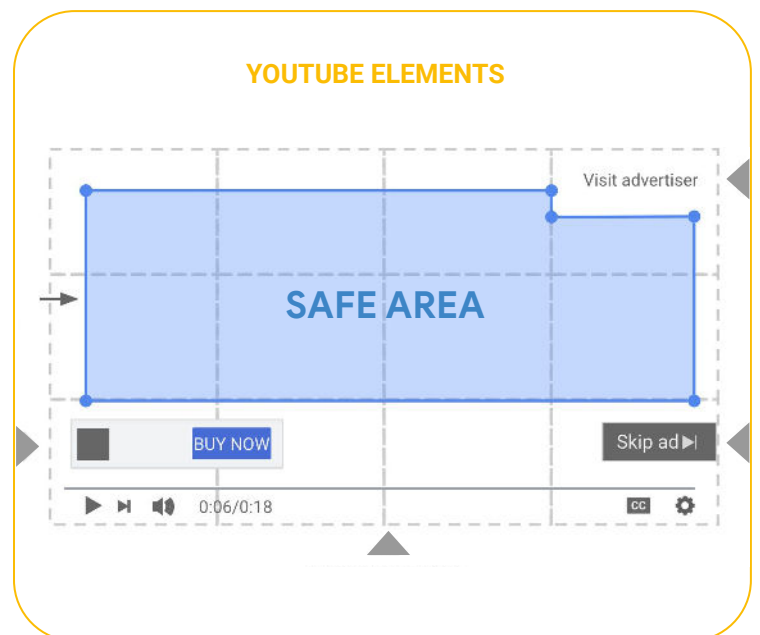 YOUTUBE ELEMENTS
Visit advertiser
SAFE AREA
BUY NOW
Skip ad
0:06/0:18
CC